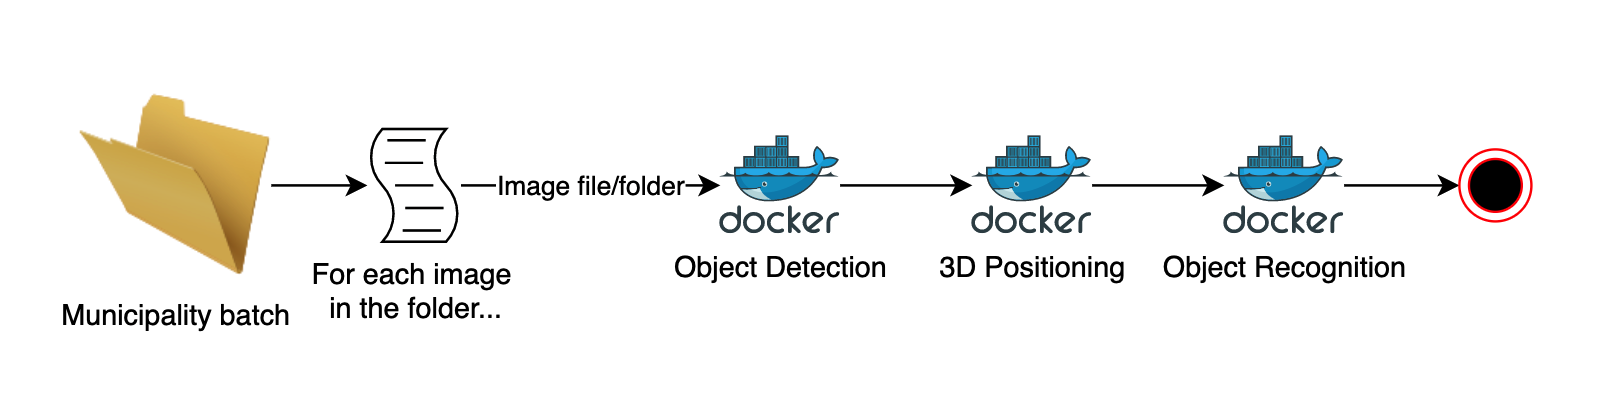 Municipality batch
For each image
in the folder...
Image file/folder
docker
Object Detection
docker
3D Positioning
docker
Object Recognition